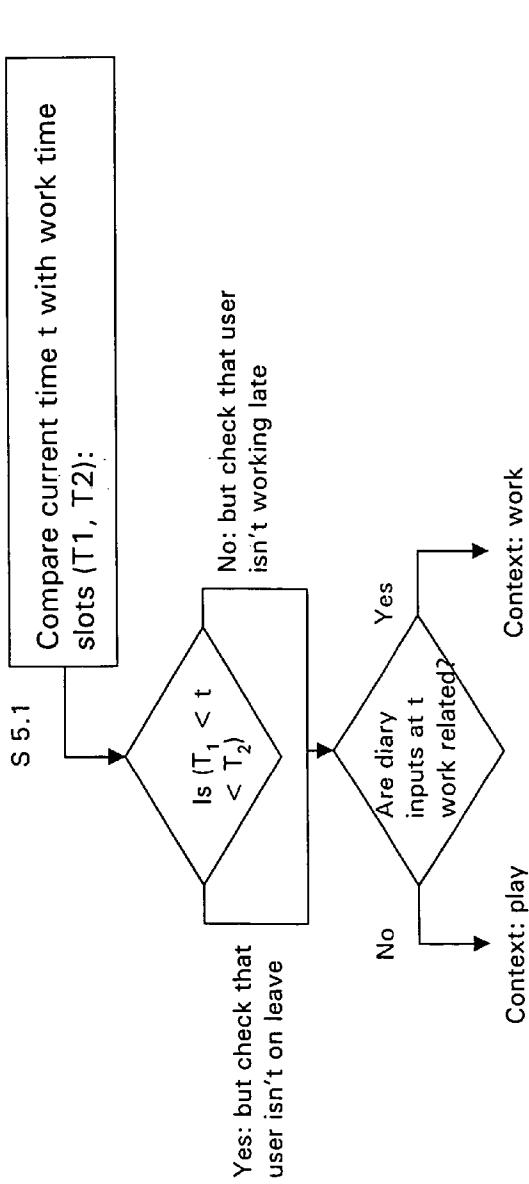 S 5.1
Compare current time t with work time
slots (T1, T2):
Is (T₁ < t
< T₂)
Yes: but check that
user isn't on leave
No: but check that user
isn't working late
Are diary
inputs at t
work related?
No
Yes
Context: play
Context: work